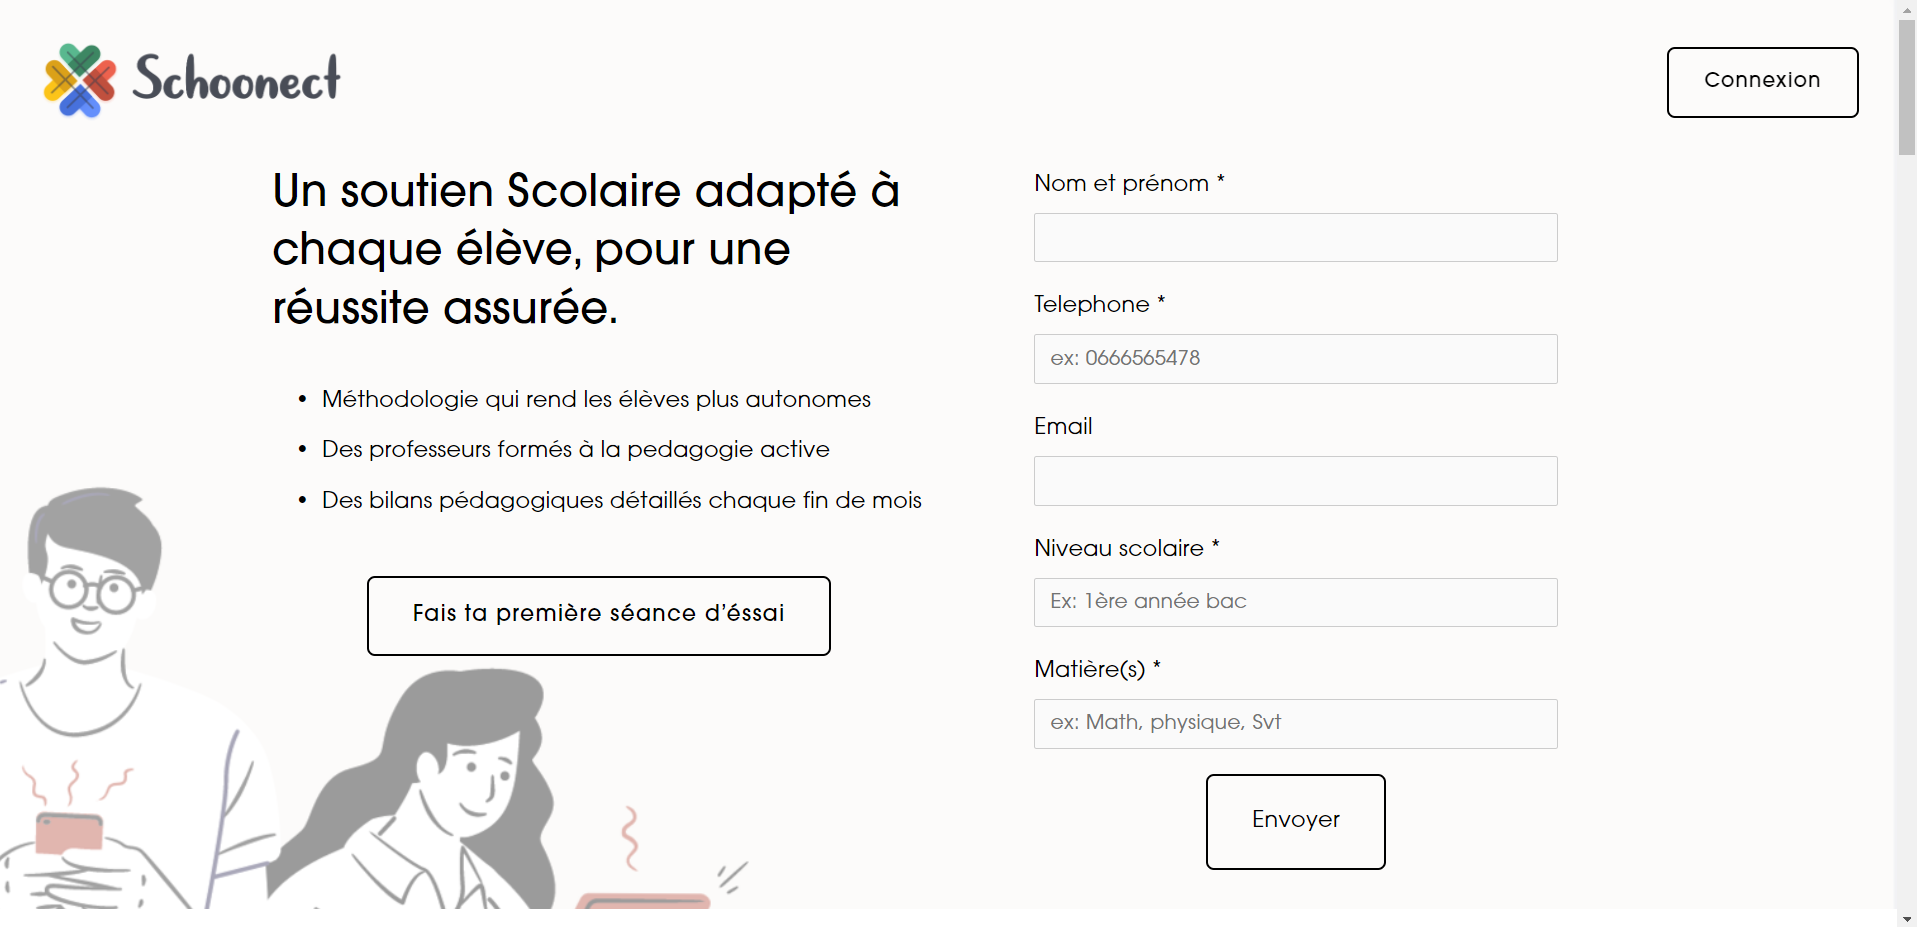 Schoonect
Connexion
Un soutien Scolaire adapté à
chaque élève, pour une
réussite assurée.
• Méthodologie qui rend les élèves plus autonomes
• Des professeurs formés à la pedagogie active
• Des bilans pédagogiques détaillés chaque fin de mois
Fais ta première séance d'éssai
Nom et prénom *
Telephone *
ex: 0666565478
Email
Niveau scolaire *
Ex: 1ère année bac
Matière(s) *
ex: Math, physique, Svt
Envoyer